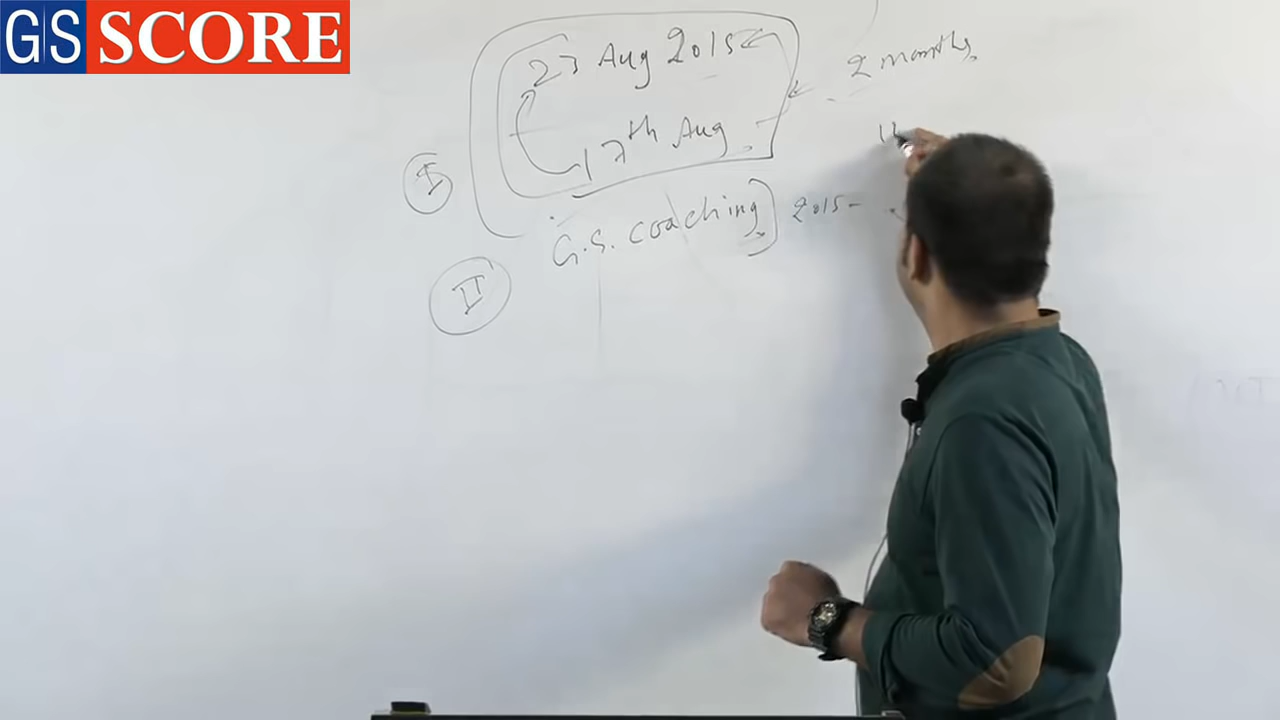 GS SCORE
23 Aug 2015
2 months
17th Aug
I
G.S. coaching] 2015 -
II